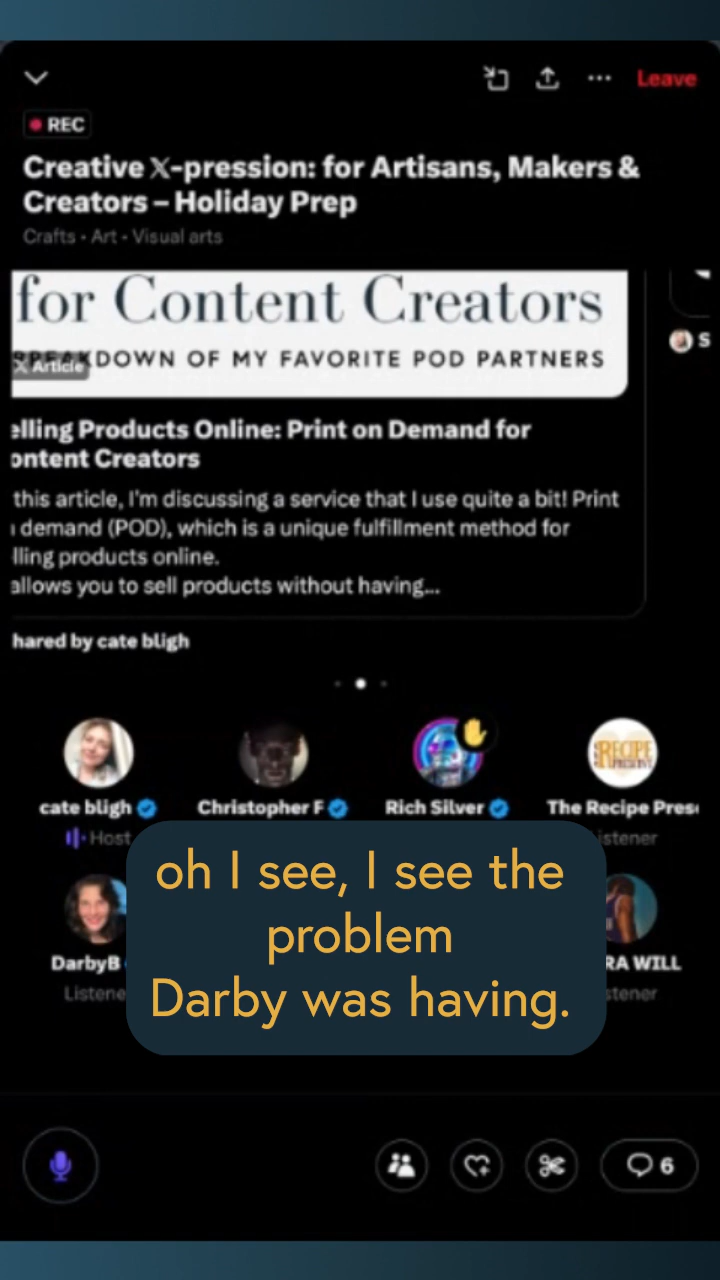 Leave
REC
Creative 𝕏-pression: for Artisans, Makers &
Creators – Holiday Prep
Crafts • Art • Visual arts
for Content Creators
BREAKDOWN OF MY FAVORITE POD PARTNERS
𝕏 Article
S
elling Products Online: Print on Demand for
ontent Creators
this article, I'm discussing a service that I use quite a bit! Print
demand (POD), which is a unique fulfillment method for
lling products online.
allows you to sell products without having...
hared by cate bligh
RECIPE
cate bligh
Christopher F
Rich Silver
The Recipe Pres
Host
stener
oh I see, I see the
problem
Darby was having.
DarbyB
RA WILL
Listene
stener
6